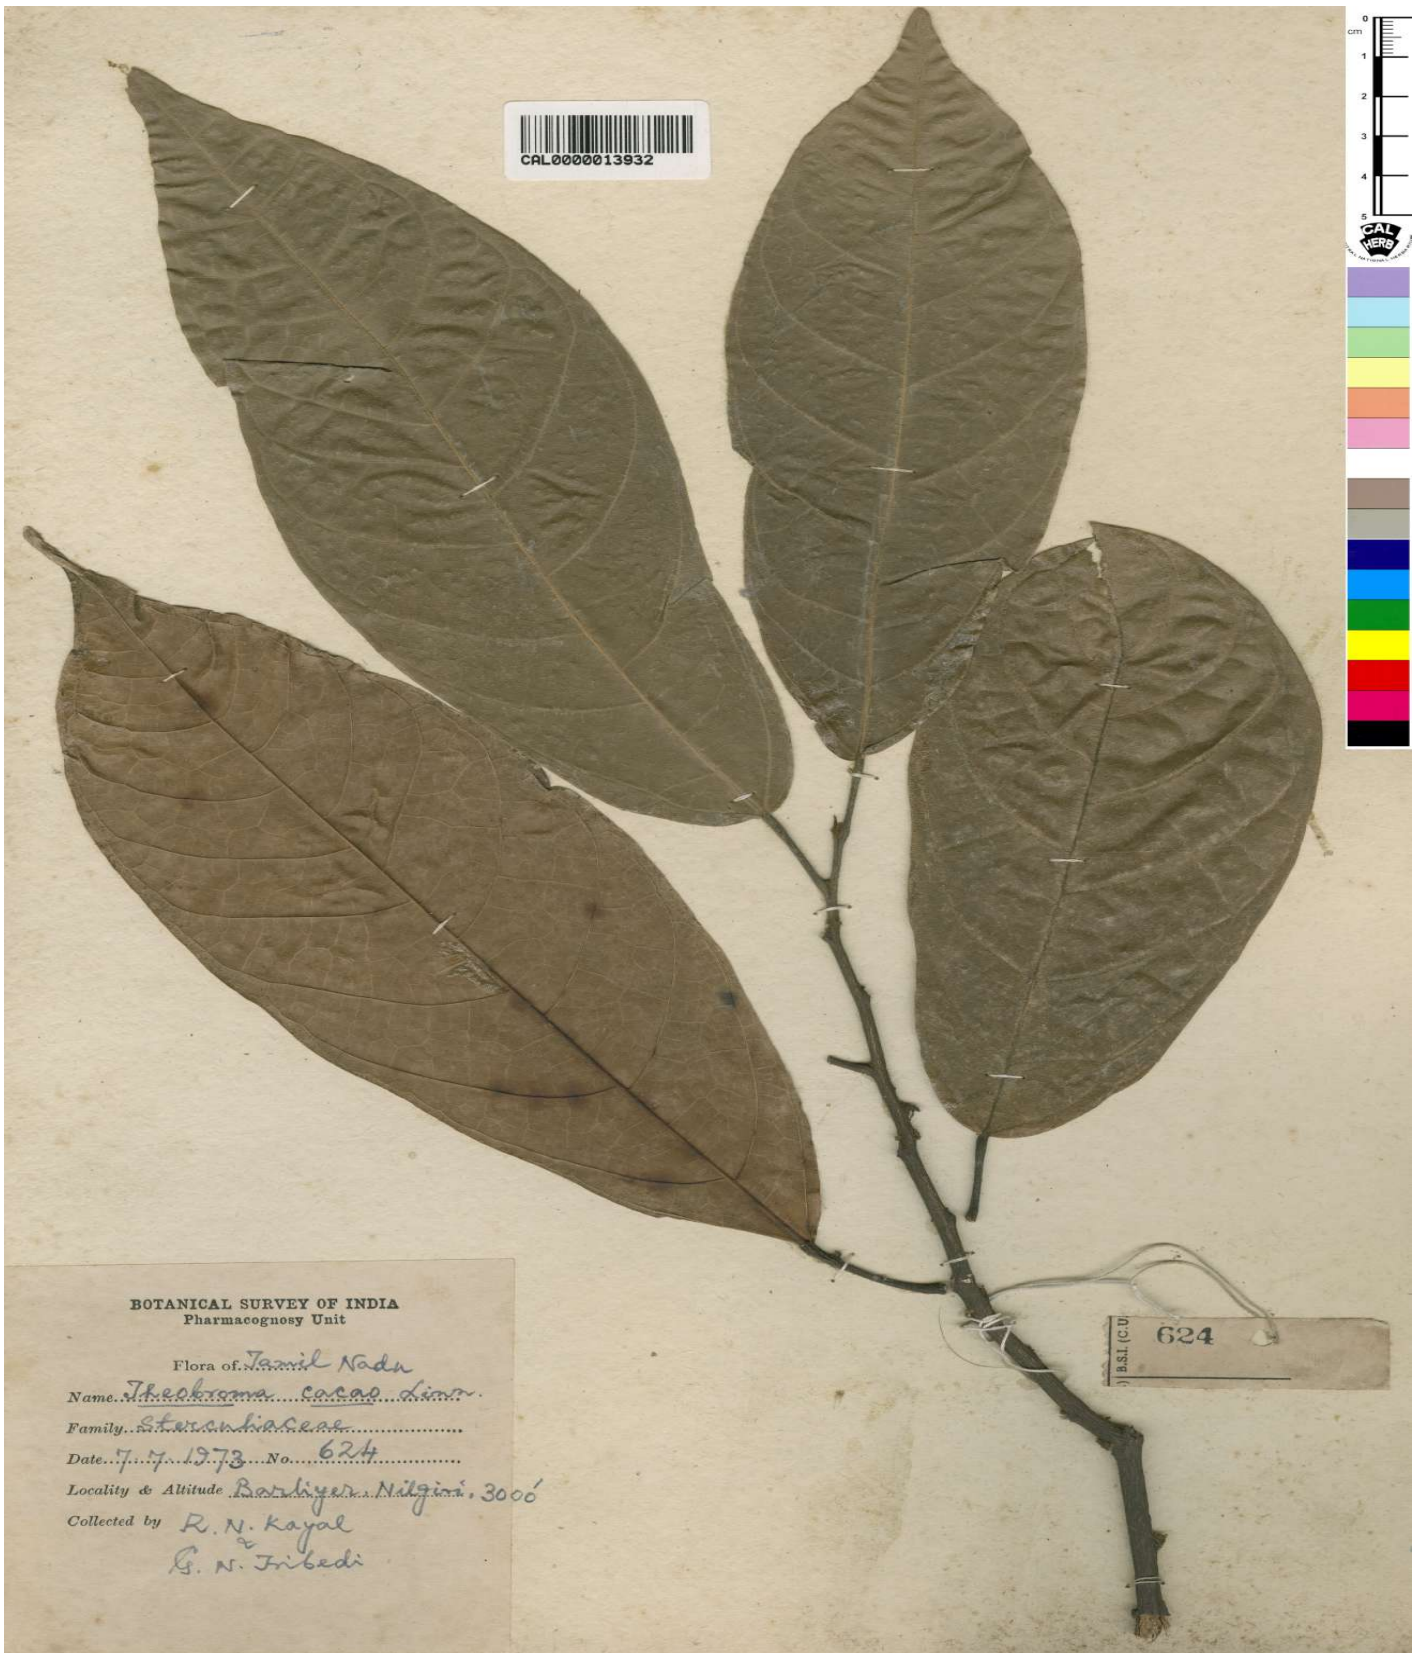 0
cm
1
2
3
4
5
CAL
HERB
CAL0000013932
BOTANICAL SURVEY OF INDIA
Pharmacognosy Unit
Flora of Tamil Nadu
Name Theobroma cacao Linn.
Family Sterculiaceae
Date 7.7.1973 No. 624
Locality & Altitude Barliyer, Nilgiri, 3000'
Collected by R. N. Kayal
&
G. N. Tribedi
) B.S.I. (C.U.
624